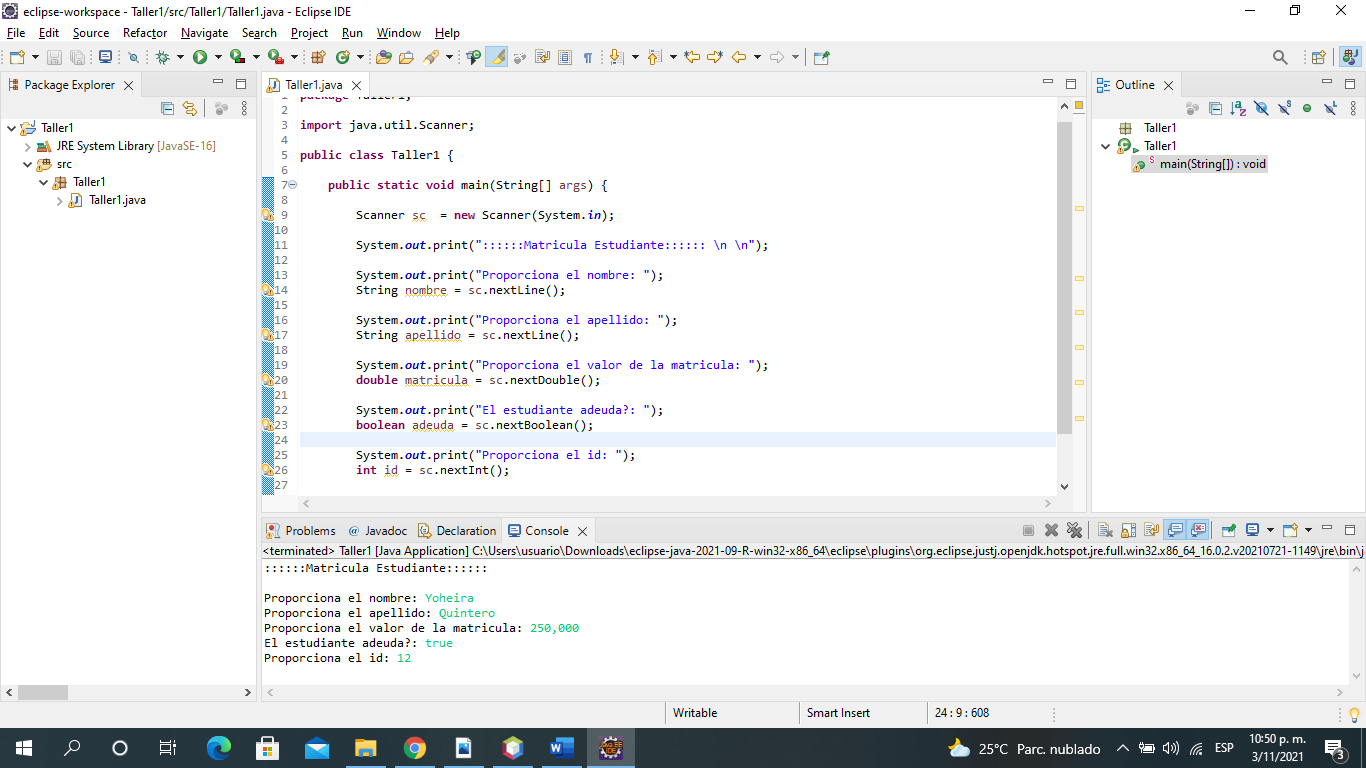 eclipse-workspace - Taller1/src/Taller1/Taller1.java - Eclipse IDE
File Edit Source Refactor Navigate Search Project Run Window Help
Package Explorer
Taller1
JRE System Library [JavaSE-16]
src
Taller1
Taller1.java
Taller1.java
1 package Taller1;
2
3 import java.util.Scanner;
4
5 public class Taller1 {
6
7 public static void main(String[] args) {
8
9 Scanner sc = new Scanner(System.in);
10
11 System.out.print("::::::Matricula Estudiante:::::: \n \n");
12
13 System.out.print("Proporciona el nombre: ");
14 String nombre = sc.nextLine();
15
16 System.out.print("Proporciona el apellido: ");
17 String apellido = sc.nextLine();
18
19 System.out.print("Proporciona el valor de la matricula: ");
20 double matricula = sc.nextDouble();
21
22 System.out.print("El estudiante adeuda?: ");
23 boolean adeuda = sc.nextBoolean();
24
25 System.out.print("Proporciona el id: ");
26 int id = sc.nextInt();
27
Outline
Taller1
Taller1
main(String[]) : void
Problems @ Javadoc Declaration Console
<terminated> Taller1 [Java Application] C:\Users\usuario\Downloads\eclipse-java-2021-09-R-win32-x86_64\eclipse\plugins\org.eclipse.justj.openjdk.hotspot.jre.full.win32.x86_64_16.0.2.v20210721-1149\jre\bin\j
::::::Matricula Estudiante::::::
Proporciona el nombre: Yoheira
Proporciona el apellido: Quintero
Proporciona el valor de la matricula: 250,000
El estudiante adeuda?: true
Proporciona el id: 12
Writable Smart Insert 24 : 9 : 608
25°C Parc. nublado ESP 10:50 p. m.
3/11/2021 3